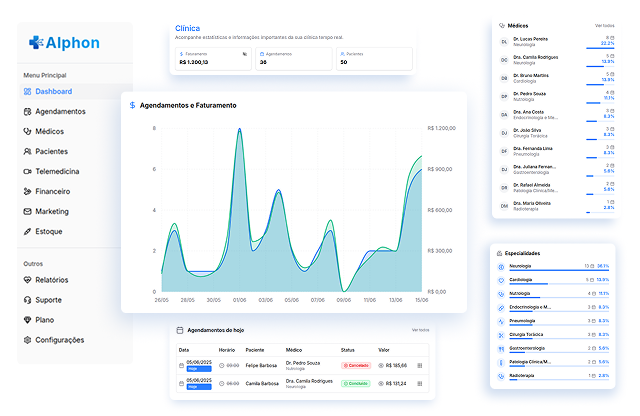 Alphon
Menu Principal
Dashboard
Agendamentos
Médicos
Pacientes
Telemedicina
Financeiro
Marketing
Estoque
Outros
Relatórios
Suporte
Plano
Configurações
Clínica
Acompanhe estatísticas e informações importantes da sua clínica tempo real.
Faturamento
R$ 1.200,13
Agendamentos
36
Pacientes
50
Agendamentos e Faturamento
8 R$ 1.200,00
6 R$ 900,00
4 R$ 600,00
2 R$ 300,00
0 R$ 0,00
26/05 28/05 30/05 01/06 03/06 05/06 07/06 09/06 11/06 13/06 15/06
Agendamentos de hoje Ver todos
Data Horário Paciente Médico Status Valor
05/06/2025 Felipe Barbosa Dr. Pedro Souza Cancelado R$ 185,66
Hoje Nutrologia
05/06/2025 Camila Barbosa Dra. Camila Rodrigues Concluído R$ 131,24
Hoje Neurologia
Médicos Ver todos
DL Dr. Lucas Pereira 8
Neurologia 22.2%
DC Dra. Camila Rodrigues 5
Neurologia 13.9%
DB Dr. Bruno Martins 5
Cardiologia 13.9%
DP Dr. Pedro Souza 4
Nutrologia 11.1%
DA Dra. Ana Costa 3
Endocrinologia e Me... 8.3%
DJ Dr. João Silva 3
Cirurgia Torácica 8.3%
DF Dra. Fernanda Lima 3
Pneumologia 8.3%
DJ Dra. Juliana Fernan... 2
Gastroenterologia 5.6%
DR Dr. Rafael Almeida 2
Patologia Clínica/Me... 5.6%
DM Dra. Maria Oliveira 1
Radioterapia 2.8%
Especialidades
Neurologia 13 36.1%
Cardiologia 5 13.9%
Nutrologia 4 11.1%
Endocrinologia e M... 3 8.3%
Pneumologia 3 8.3%
Cirurgia Torácica 3 8.3%
Gastroenterologia 2 5.6%
Patologia Clínica/M... 2 5.6%
Radioterapia 1 2.8%